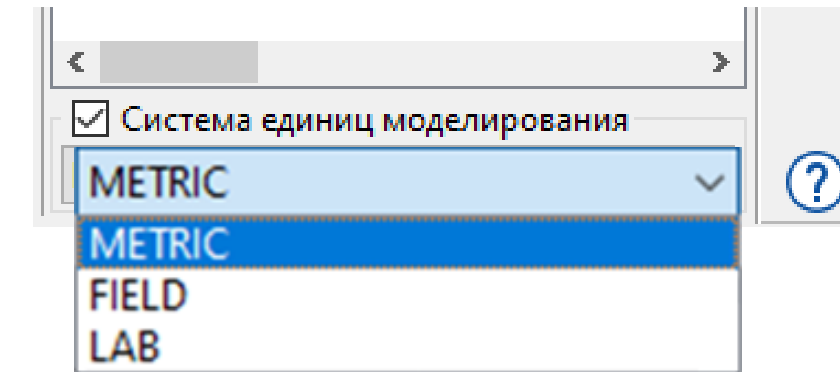 Система единиц моделирования
METRIC
METRIC
FIELD
LAB
?